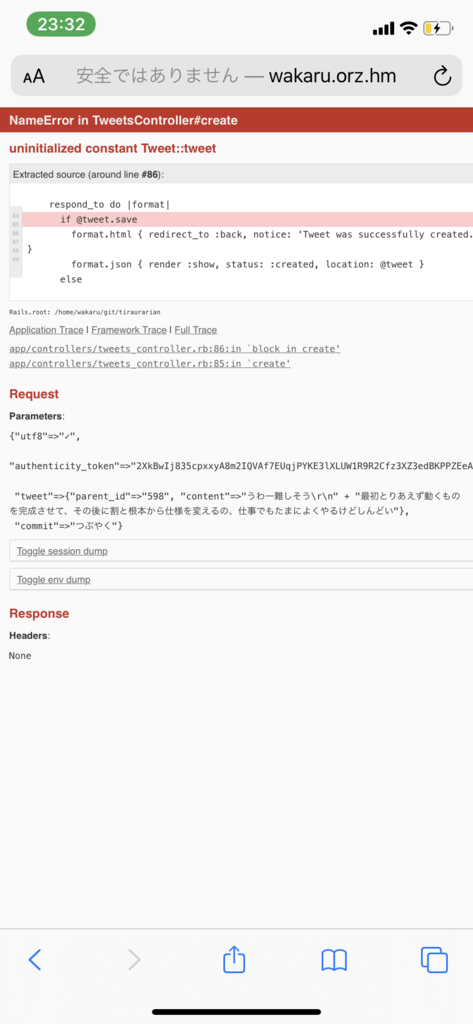 23:32
AA 安全ではありません — wakaru.orz.hm
NameError in TweetsController#create
uninitialized constant Tweet::tweet
Extracted source (around line #86):
84
85
86
87
88
89
respond_to do |format|
if @tweet.save
format.html { redirect_to :back, notice: 'Tweet was successfully created.
}
format.json { render :show, status: :created, location: @tweet }
else
Rails.root: /home/wakaru/git/tiraurarian
Application Trace | Framework Trace | Full Trace
app/controllers/tweets_controller.rb:86:in `block in create'
app/controllers/tweets_controller.rb:85:in `create'
Request
Parameters:
{"utf8"=>"✓",
"authenticity_token"=>"2XkBwIj835cpxxyA8m2IQVAf7EUqjPYKE3lXLUW1R9R2Cfz3XZ3edBKPPZEeA
"tweet"=>{"parent_id"=>"598", "content"=>"うわー難しそう\r\n" + "最初とりあえず動くもの
を完成させて、その後に割と根本から仕様を変えるの、仕事でもたまによくやるけどしんどい"},
"commit"=>"つぶやく"}
Toggle session dump
Toggle env dump
Response
Headers:
None